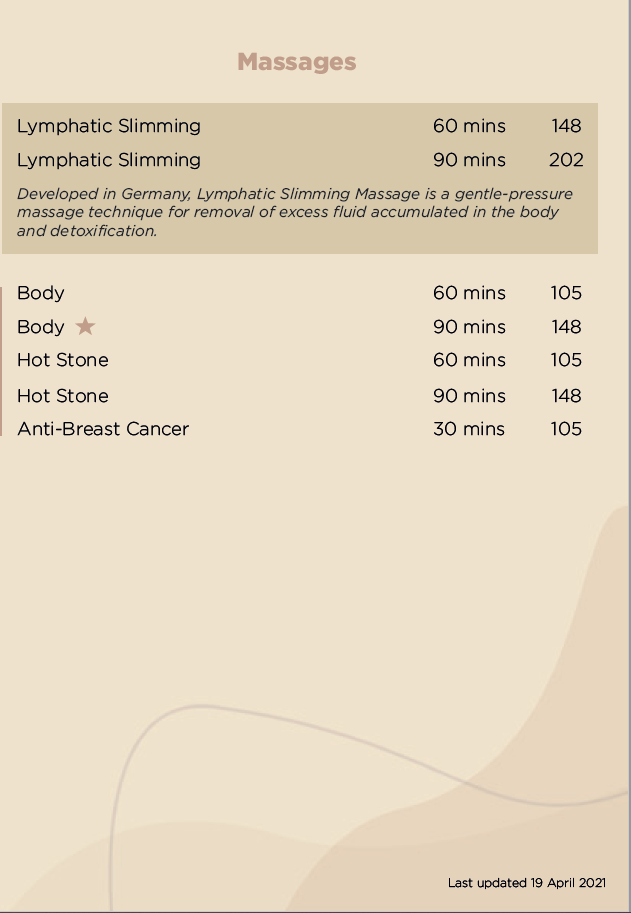 Massages
Lymphatic Slimming 60 mins 148
Lymphatic Slimming 90 mins 202
Developed in Germany, Lymphatic Slimming Massage is a gentle-pressure
massage technique for removal of excess fluid accumulated in the body
and detoxification.
Body 60 mins 105
Body ★ 90 mins 148
Hot Stone 60 mins 105
Hot Stone 90 mins 148
Anti-Breast Cancer 30 mins 105
Last updated 19 April 2021